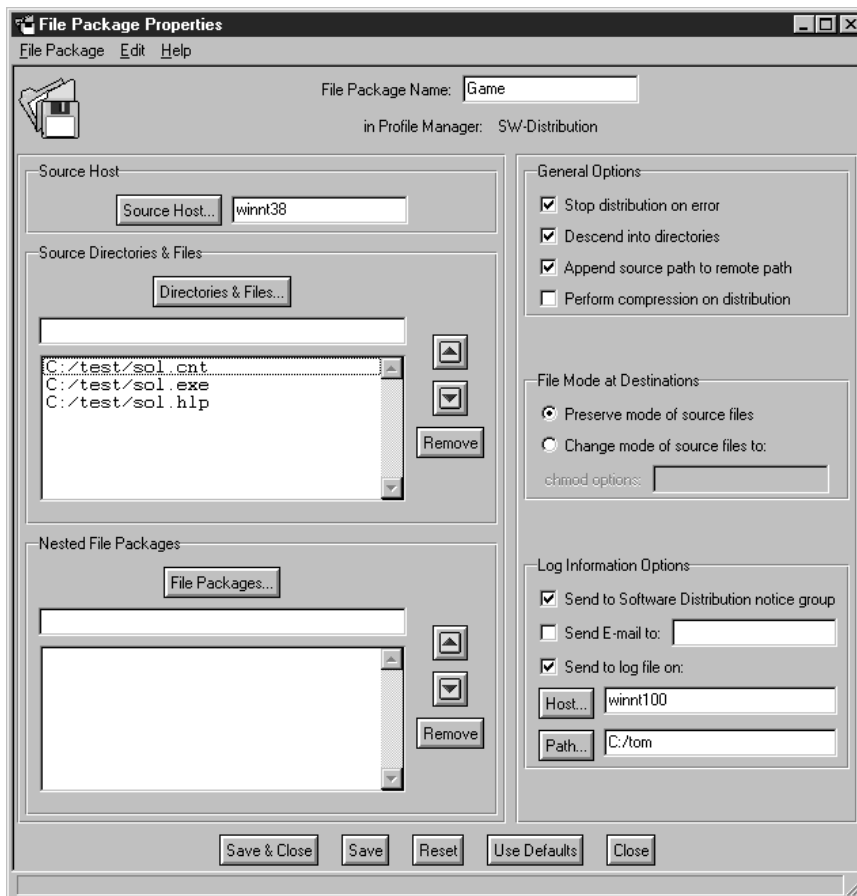 File Package Properties
File Package Edit Help
File Package Name: Game
in Profile Manager: SW-Distribution
Source Host
Source Host... winnt38
Source Directories & Files
Directories & Files...
C:/test/sol.cnt
C:/test/sol.exe
C:/test/sol.hlp
Remove
Nested File Packages
File Packages...
Remove
General Options
Stop distribution on error
Descend into directories
Append source path to remote path
Perform compression on distribution
File Mode at Destinations
Preserve mode of source files
Change mode of source files to:
chmod options:
Log Information Options
Send to Software Distribution notice group
Send E-mail to:
Send to log file on:
Host... winnt100
Path... C:/tom
Save & Close Save Reset Use Defaults Close